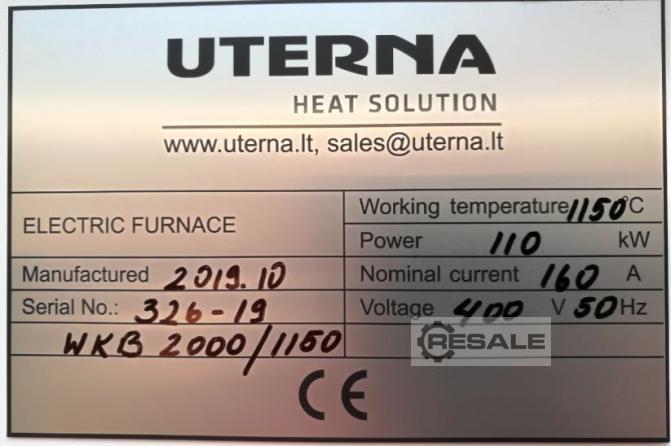 UTERNA
HEAT SOLUTION
www.uterna.lt, sales@uterna.lt
ELECTRIC FURNACE
Working temperature 1150°C
Power 110 kW
Manufactured 2019.10
Nominal current 160 A
Serial No.: 326-19
Voltage 400 V 50 Hz
WKB 2000/1150
RESALE
CE